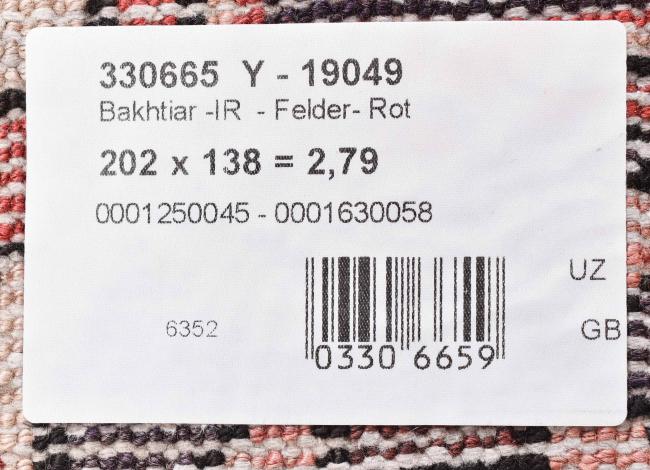 330665 Y - 19049
Bakhtiar -IR - Felder- Rot
202 x 138 = 2,79
0001250045 - 0001630058
UZ
6352
GB
0330 6659